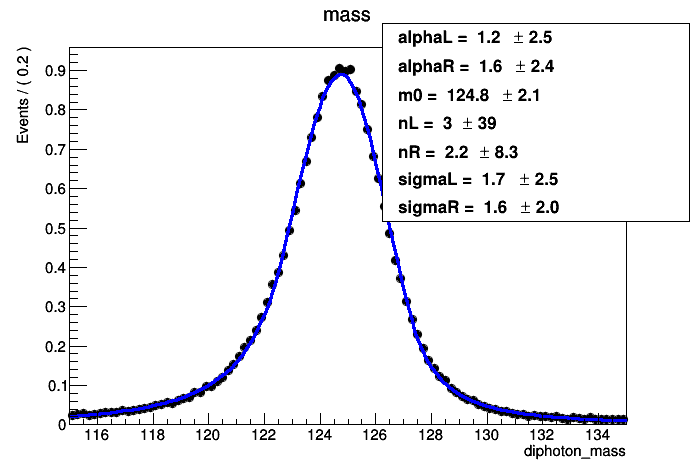 mass
alphaL = 1.2 ± 2.5
alphaR = 1.6 ± 2.4
m0 = 124.8 ± 2.1
nL = 3 ± 39
nR = 2.2 ± 8.3
sigmaL = 1.7 ± 2.5
sigmaR = 1.6 ± 2.0
Events / ( 0.2 )
0.9
0.8
0.7
0.6
0.5
0.4
0.3
0.2
0.1
0
116 118 120 122 124 126 128 130 132 134
diphoton_mass